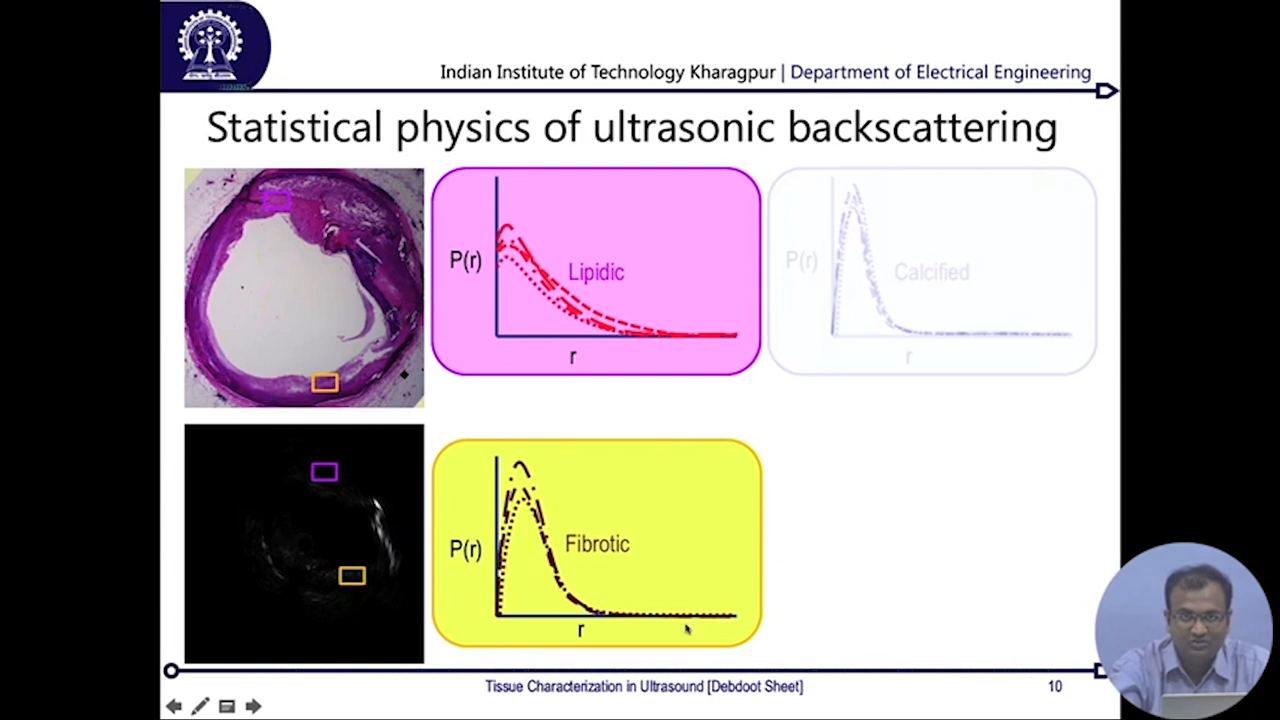 Indian Institute of Technology Kharagpur | Department of Electrical Engineering
Statistical physics of ultrasonic backscattering
P(r)
Lipidic
r
P(r)
Calcified
r
P(r)
Fibrotic
r
Tissue Characterization in Ultrasound [Debdoot Sheet]
10